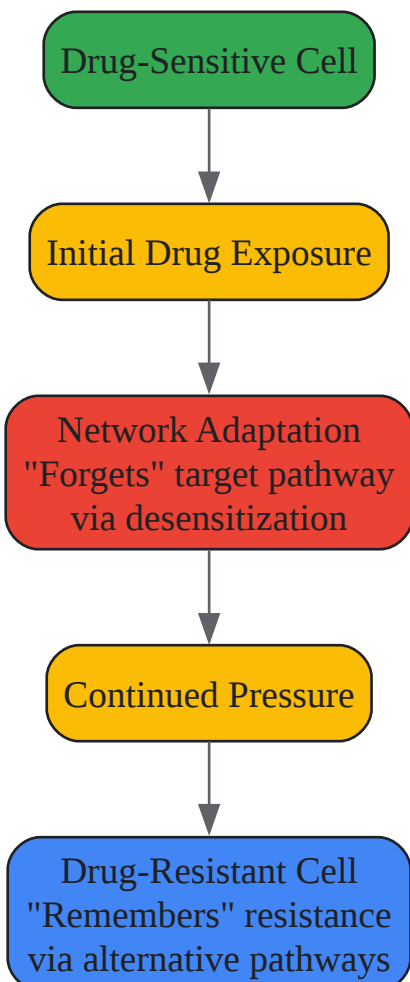 Drug-Sensitive Cell
Initial Drug Exposure
Network Adaptation
"Forgets" target pathway
via desensitization
Continued Pressure
Drug-Resistant Cell
"Remembers" resistance
via alternative pathways